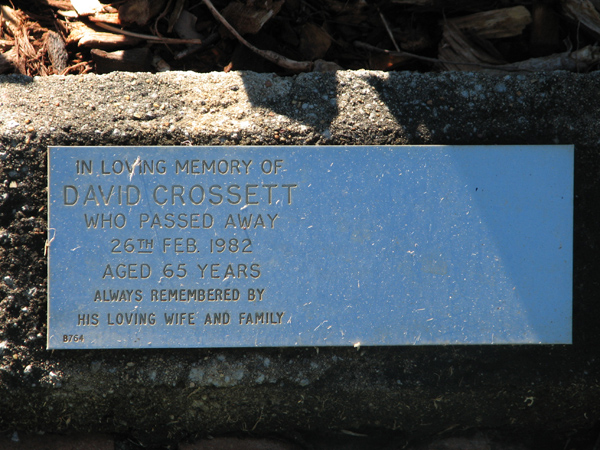 IN LOVING MEMORY OF
DAVID CROSSETT
WHO PASSED AWAY
26TH FEB. 1982
AGED 65 YEARS
ALWAYS REMEMBERED BY
HIS LOVING WIFE AND FAMILY
B764